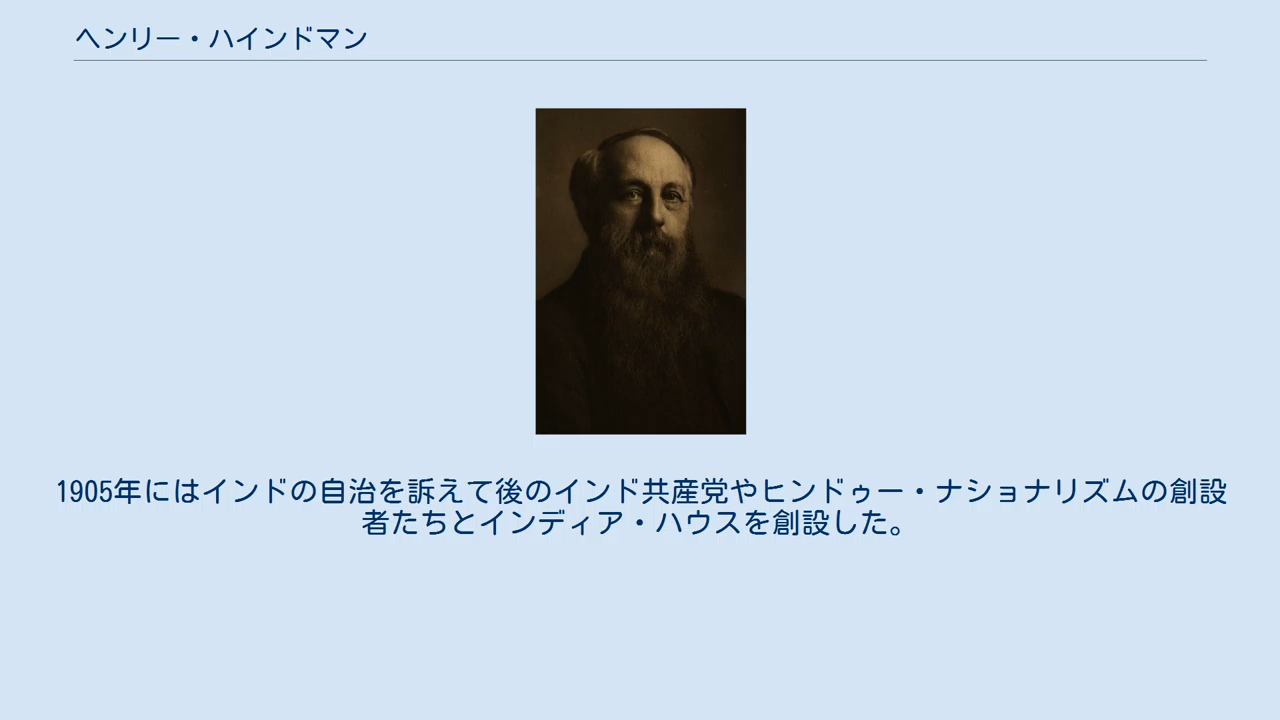 ヘンリー・ハインドマン
1905年にはインドの自治を訴えて後のインド共産党やヒンドゥー・ナショナリズムの創設
者たちとインディア・ハウスを創設した。